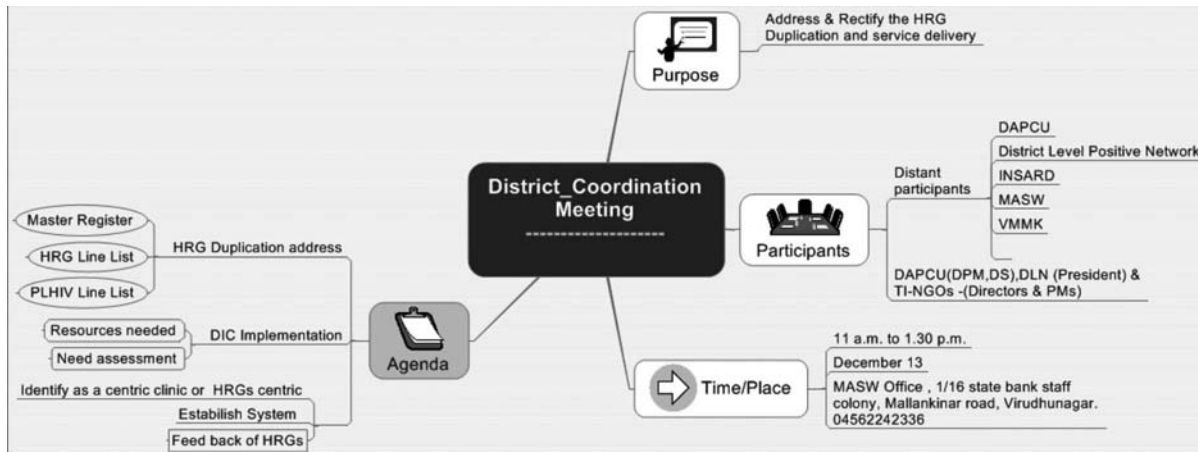 Address & Rectify the HRG
Duplication and service delivery
Purpose
District_Coordination
Meeting
--------------------
DAPCU
District Level Positive Network
Distant
participants
INSARD
MASW
VMMK
Participants
DAPCU(DPM,DS),DLN (President) &
TI-NGOs -(Directors & PMs)
11 a.m. to 1.30 p.m.
December 13
Time/Place
MASW Office , 1/16 state bank staff
colony, Mallankinar road, Virudhunagar.
04562242336
Agenda
HRG Duplication address
Master Register
HRG Line List
PLHIV Line List
DIC Implementation
Resources needed
Need assessment
Identify as a centric clinic or HRGs centric
Estabilish System
Feed back of HRGs